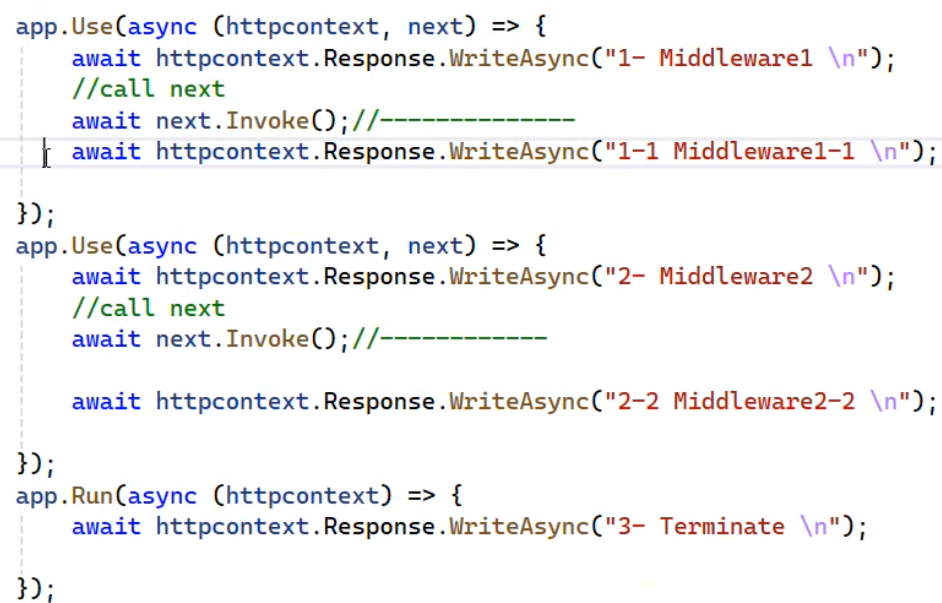 app.Use(async (httpcontext, next) => {
    await httpcontext.Response.WriteAsync("1- Middleware1 \n");
    //call next
    await next.Invoke();//--------------
    await httpcontext.Response.WriteAsync("1-1 Middleware1-1 \n");
});
app.Use(async (httpcontext, next) => {
    await httpcontext.Response.WriteAsync("2- Middleware2 \n");
    //call next
    await next.Invoke();//------------
    await httpcontext.Response.WriteAsync("2-2 Middleware2-2 \n");
});
app.Run(async (httpcontext) => {
    await httpcontext.Response.WriteAsync("3- Terminate \n");
});